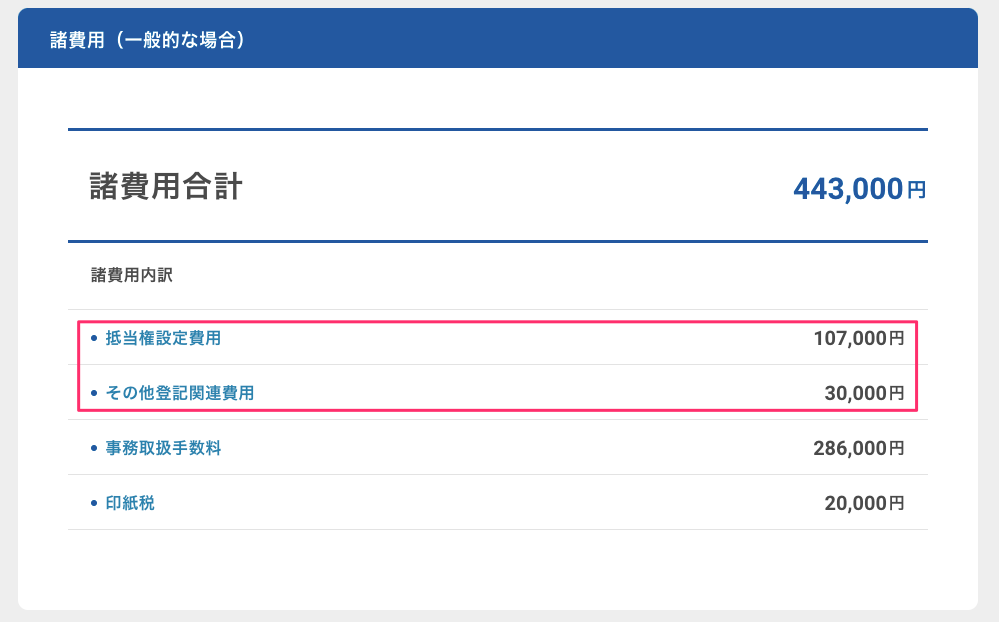 諸費用（一般的な場合）
諸費用合計 443,000円
諸費用内訳
• 抵当権設定費用 107,000円
• その他登記関連費用 30,000円
• 事務取扱手数料 286,000円
• 印紙税 20,000円